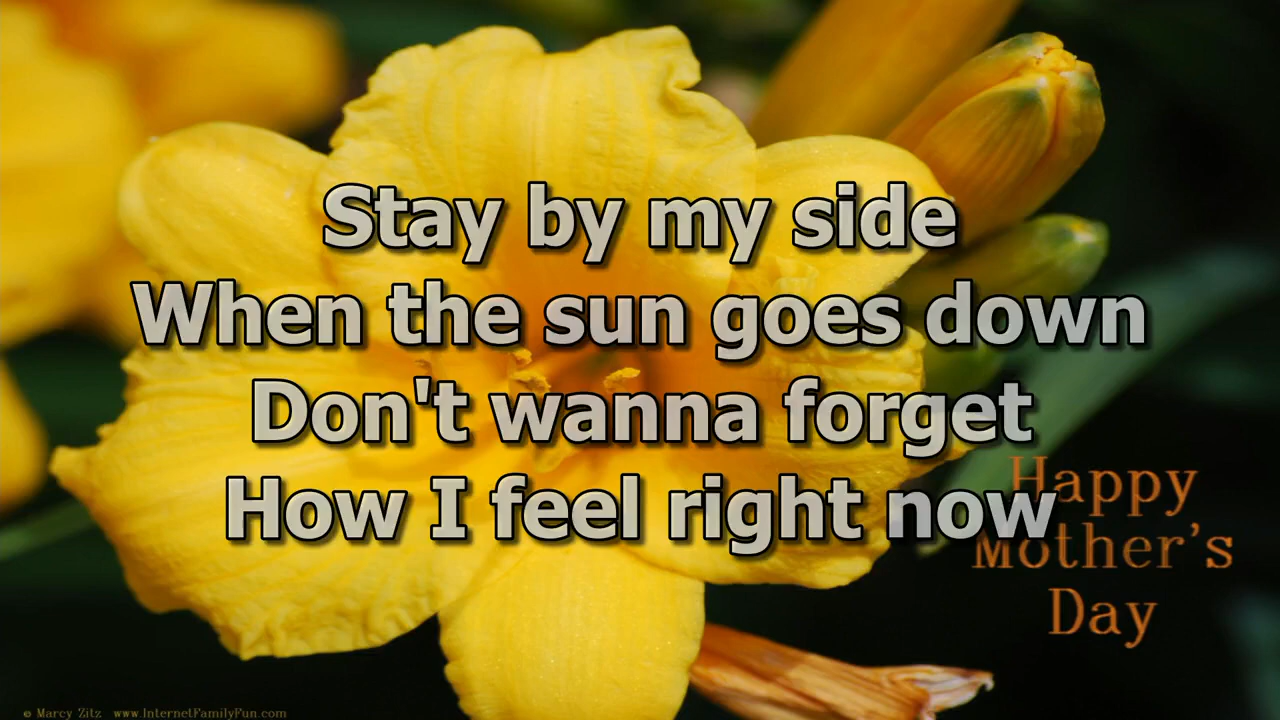 Stay by my side
When the sun goes down
Don't wanna forget
How I feel right now
Happy
Mother's
Day
© Marcy Zitz www.InternetFamilyFun.com